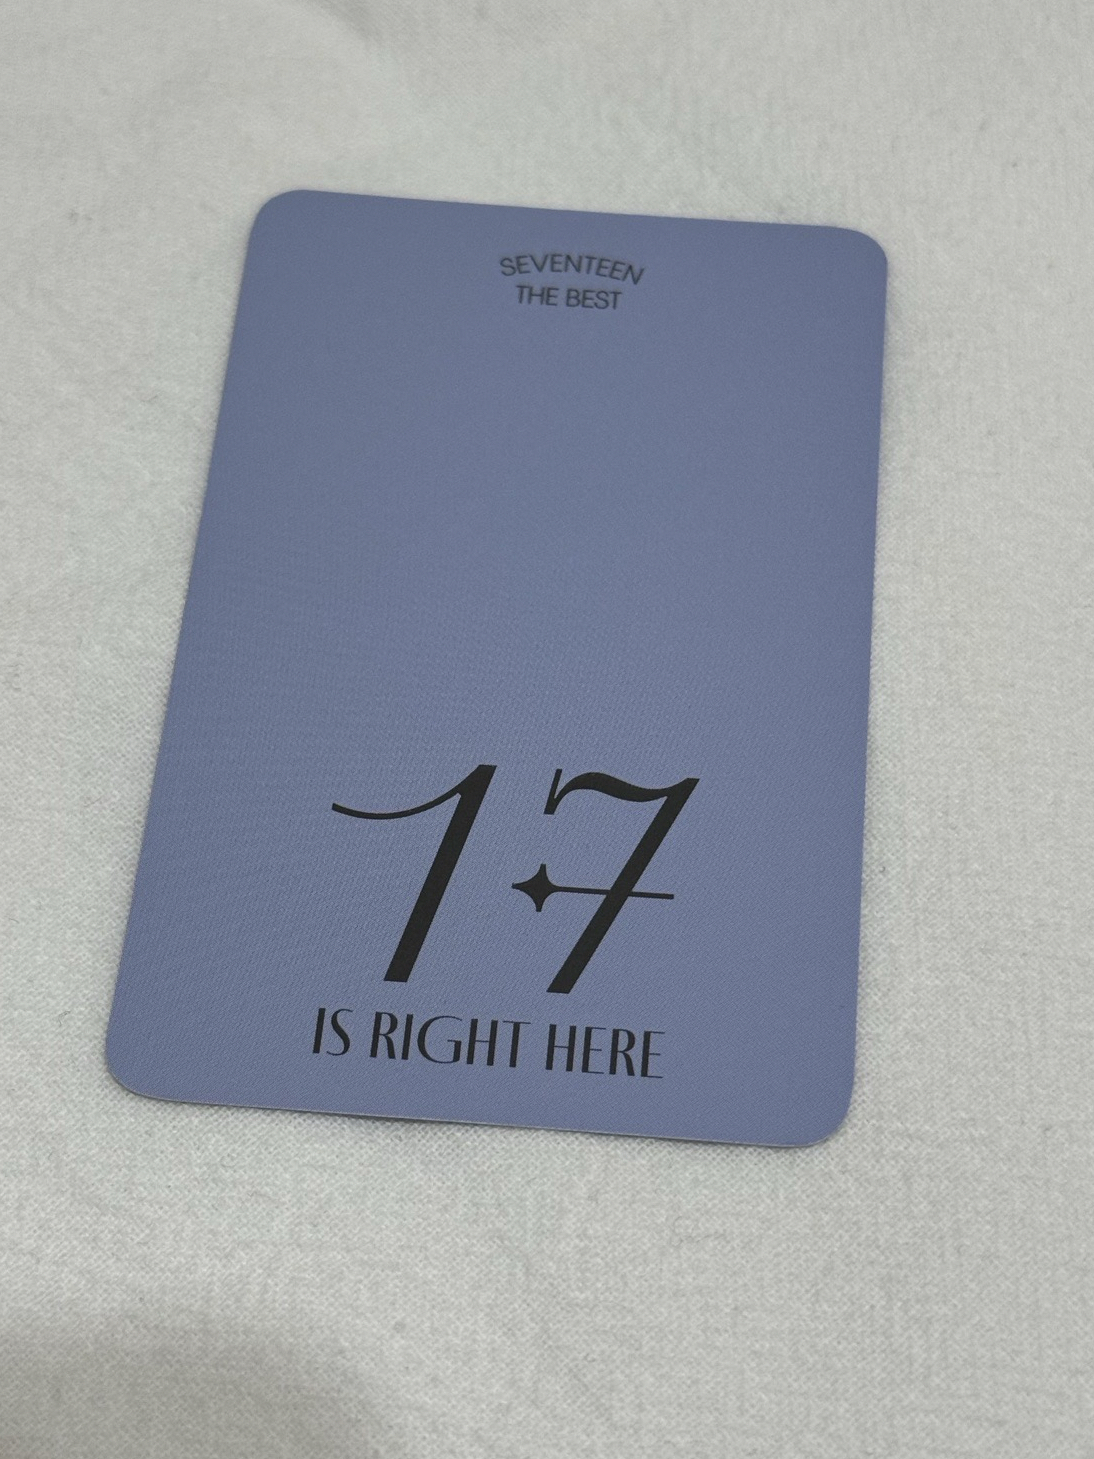 SEVENTEEN
THE BEST
17
IS RIGHT HERE